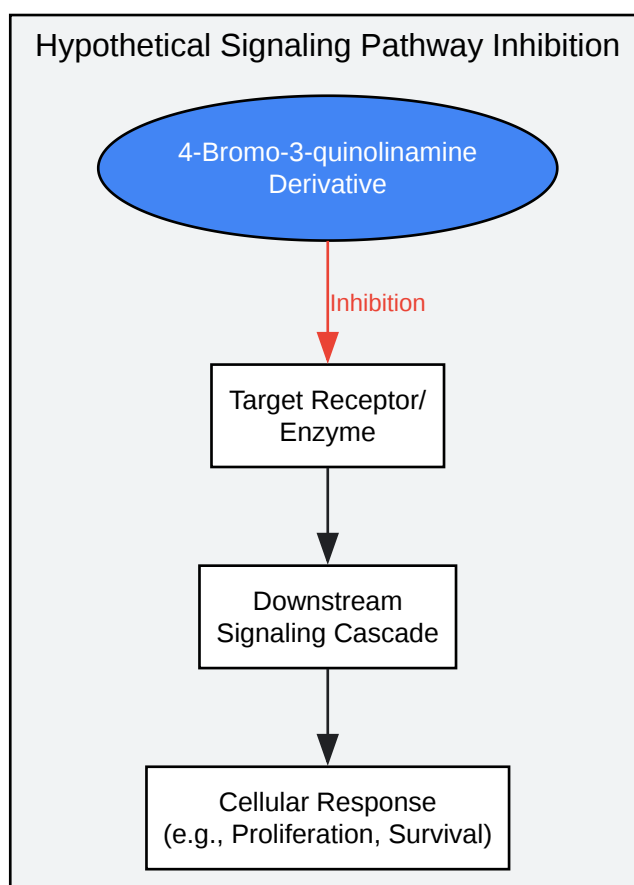 Hypothetical Signaling Pathway Inhibition
4-Bromo-3-quinolinamine
Derivative
Inhibition
Target Receptor/
Enzyme
Downstream
Signaling Cascade
Cellular Response
(e.g., Proliferation, Survival)